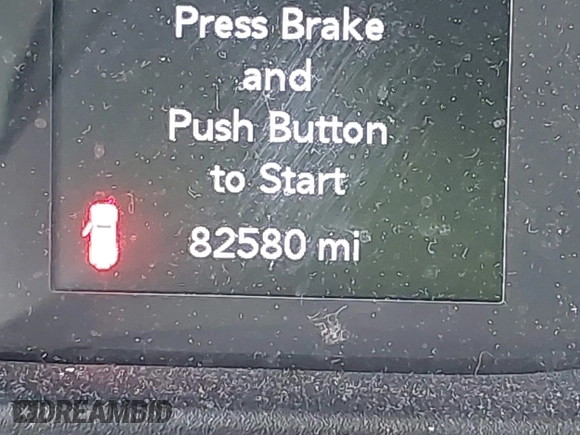 Press Brake
and
Push Button
to Start
82580 mi
DREAMBID